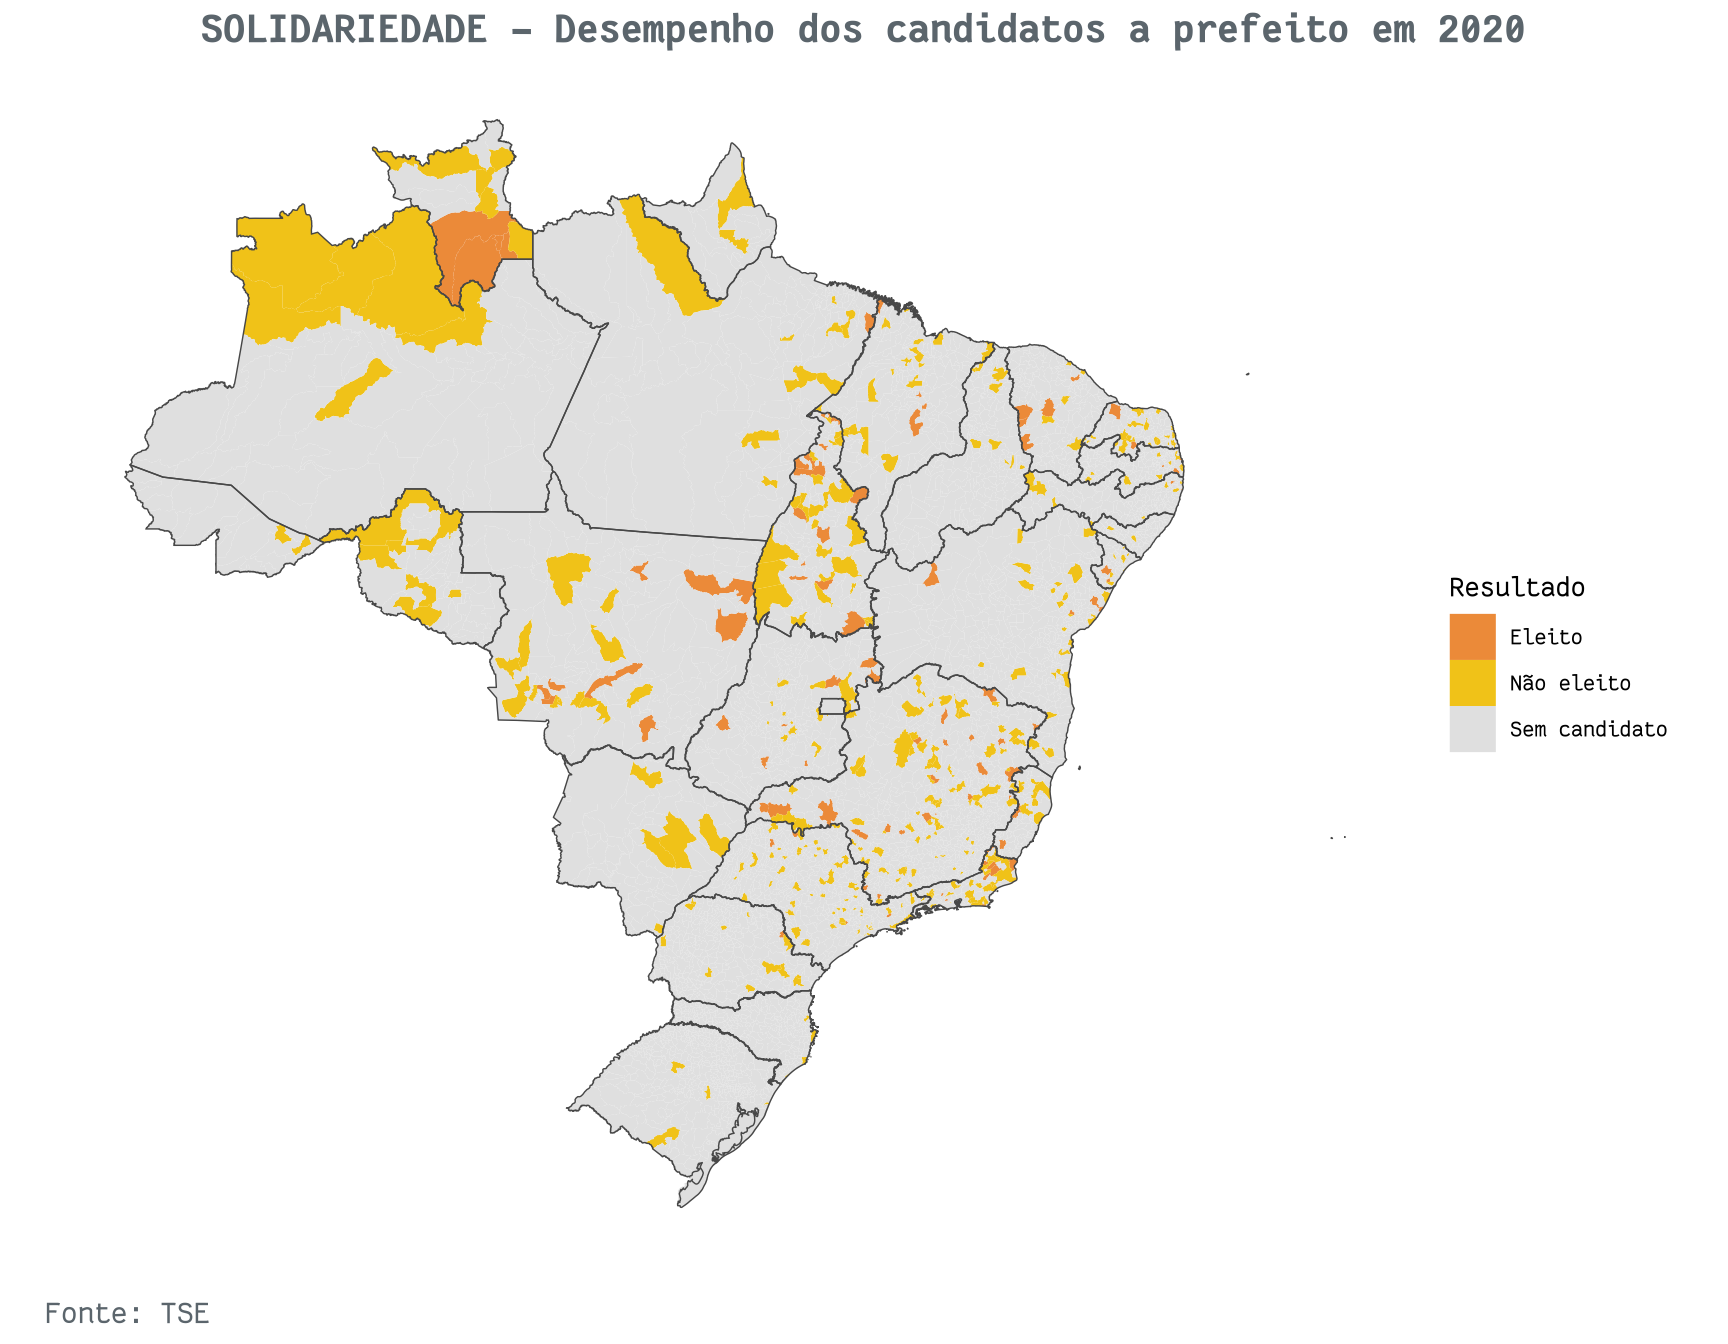 SOLIDARIEDADE – Desempenho dos candidatos a prefeito em 2020
Resultado
Eleito
Não eleito
Sem candidato
Fonte: TSE